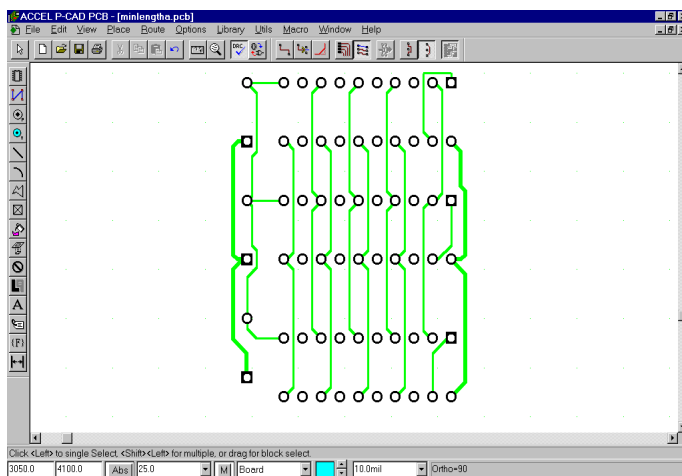 ACCEL P-CAD PCB - [minlengtha.pcb]
File Edit View Place Route Options Library Utils Macro Window Help
DRC
A
{F}
Click <Left> to single Select, <Shift><Left> for multiple, or drag for block select.
3050.0 4100.0 Abs 25.0 M Board 10.0mil Ortho=90